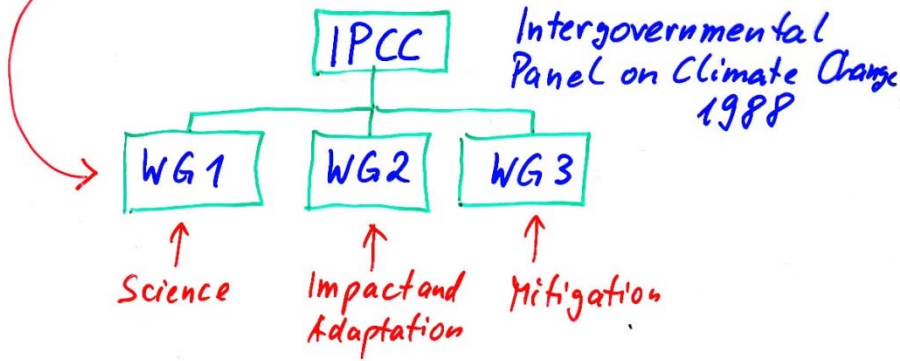 IPCC
Intergovernmental
Panel on Climate Change
1988
WG1
WG2
WG3
Science
Impact and
Adaptation
Mitigation